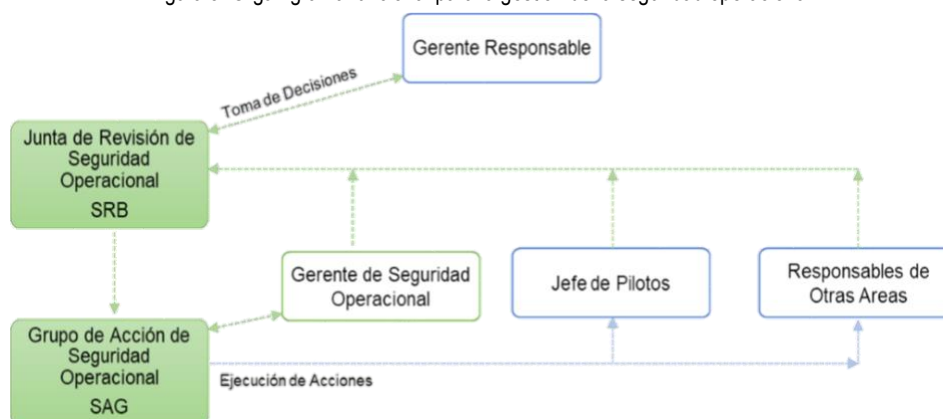 Gerente Responsable
Toma de Decisiones
Junta de Revisión de
Seguridad
Operacional
SRB
Gerente de Seguridad
Operacional
Jefe de Pilotos
Responsables de
Otras Areas
Grupo de Acción de
Seguridad
Operacional
SAG
Ejecución de Acciones